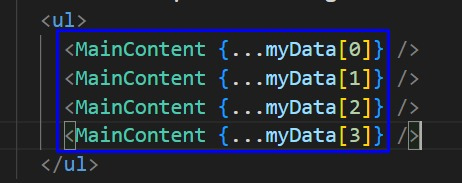 <ul>
<MainContent {...myData[0]} />
<MainContent {...myData[1]} />
<MainContent {...myData[2]} />
<MainContent {...myData[3]} />
</ul>